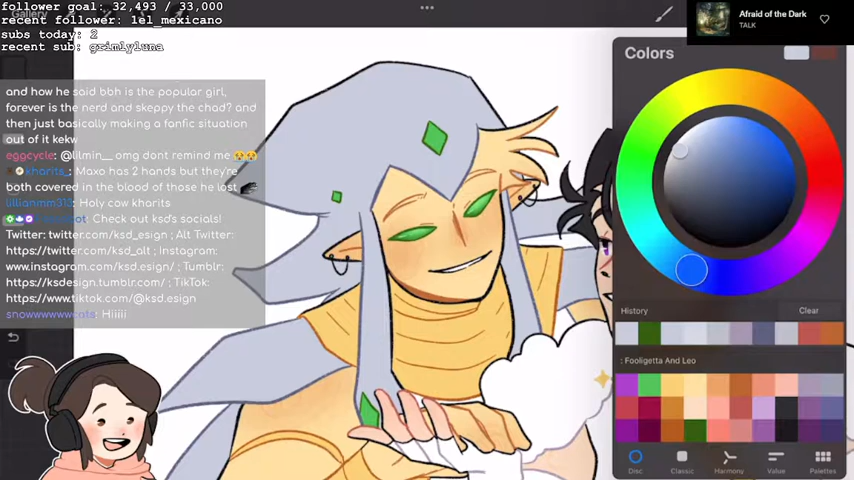 follower goal: 32,493 / 33,000
recent follower: 1el_mexicano
subs today: 2
recent sub: grimlyluna
and how he said bbh is the popular girl,
forever is the nerd and skeppy the chad? and
then just basically making a fanfic situation
out of it kekw
eggcycle: @lilmin__ omg dont remind me
kharits_: Maxo has 2 hands but they're
both covered in the blood of those he lost
lillianmm313: Holy cow kharits
: Check out ksd's socials!
Twitter: twitter.com/ksd_esign ; Alt Twitter:
https://twitter.com/ksd_alt ; Instagram:
www.instagram.com/ksd.esign/ ; Tumblr:
https://ksdesign.tumblr.com/ ; TikTok:
https://www.tiktok.com/@ksd.esign
: Hiiiii
Afraid of the Dark
TALK
Colors
History
Clear
: Fooligetta And Leo
Disc
Classic
Harmony
Value
Palettes